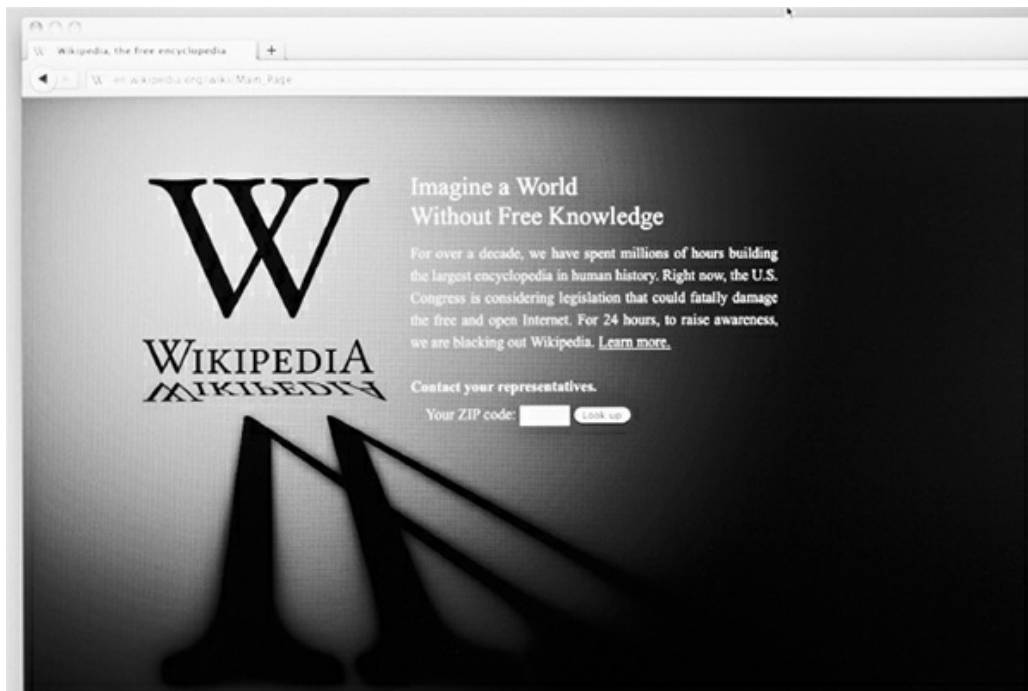 Wikipedia, the free encyclopedia
en.wikipedia.org/wiki/Main_Page
W
WIKIPEDIA
Imagine a World
Without Free Knowledge
For over a decade, we have spent millions of hours building
the largest encyclopedia in human history. Right now, the U.S.
Congress is considering legislation that could fatally damage
the free and open Internet. For 24 hours, to raise awareness,
we are blacking out Wikipedia. Learn more.
Contact your representatives.
Your ZIP code: Look up